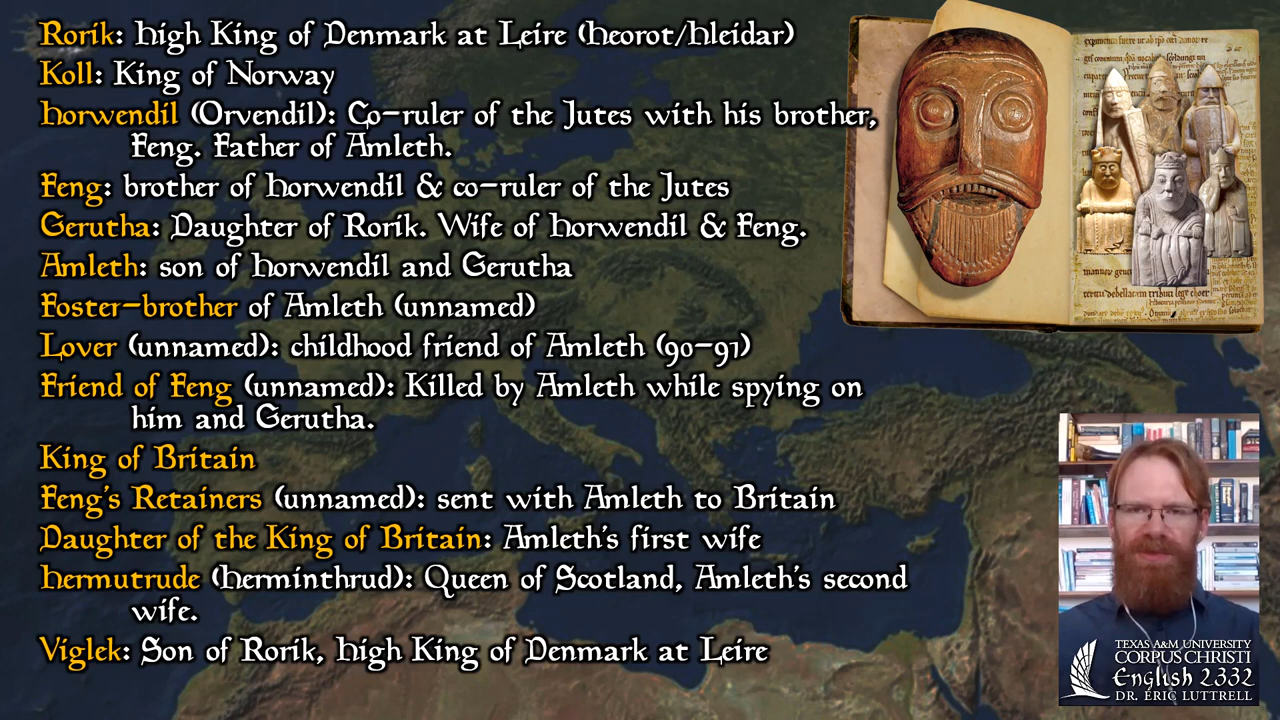 Rorik: High King of Denmark at Leire (Heorot/Hleidar)
Koll: King of Norway
Horwendil (Orvendil): Co-ruler of the Jutes with his brother,
Feng. Father of Amleth.
Feng: brother of Horwendil & co-ruler of the Jutes
Gerutha: Daughter of Rorik. Wife of Horwendil & Feng.
Amleth: son of Horwendil and Gerutha
Foster-brother of Amleth (unnamed)
Lover (unnamed): childhood friend of Amleth (90-91)
Friend of Feng (unnamed): Killed by Amleth while spying on
him and Gerutha.
King of Britain
Feng's Retainers (unnamed): sent with Amleth to Britain
Daughter of the King of Britain: Amleth's first wife
Hermutrude (Herminthrud): Queen of Scotland, Amleth's second
wife.
Viglek: Son of Rorik, High King of Denmark at Leire
TEXAS A&M UNIVERSITY
CORPUS CHRISTI
English 2332
DR. ERIC LUTTRELL